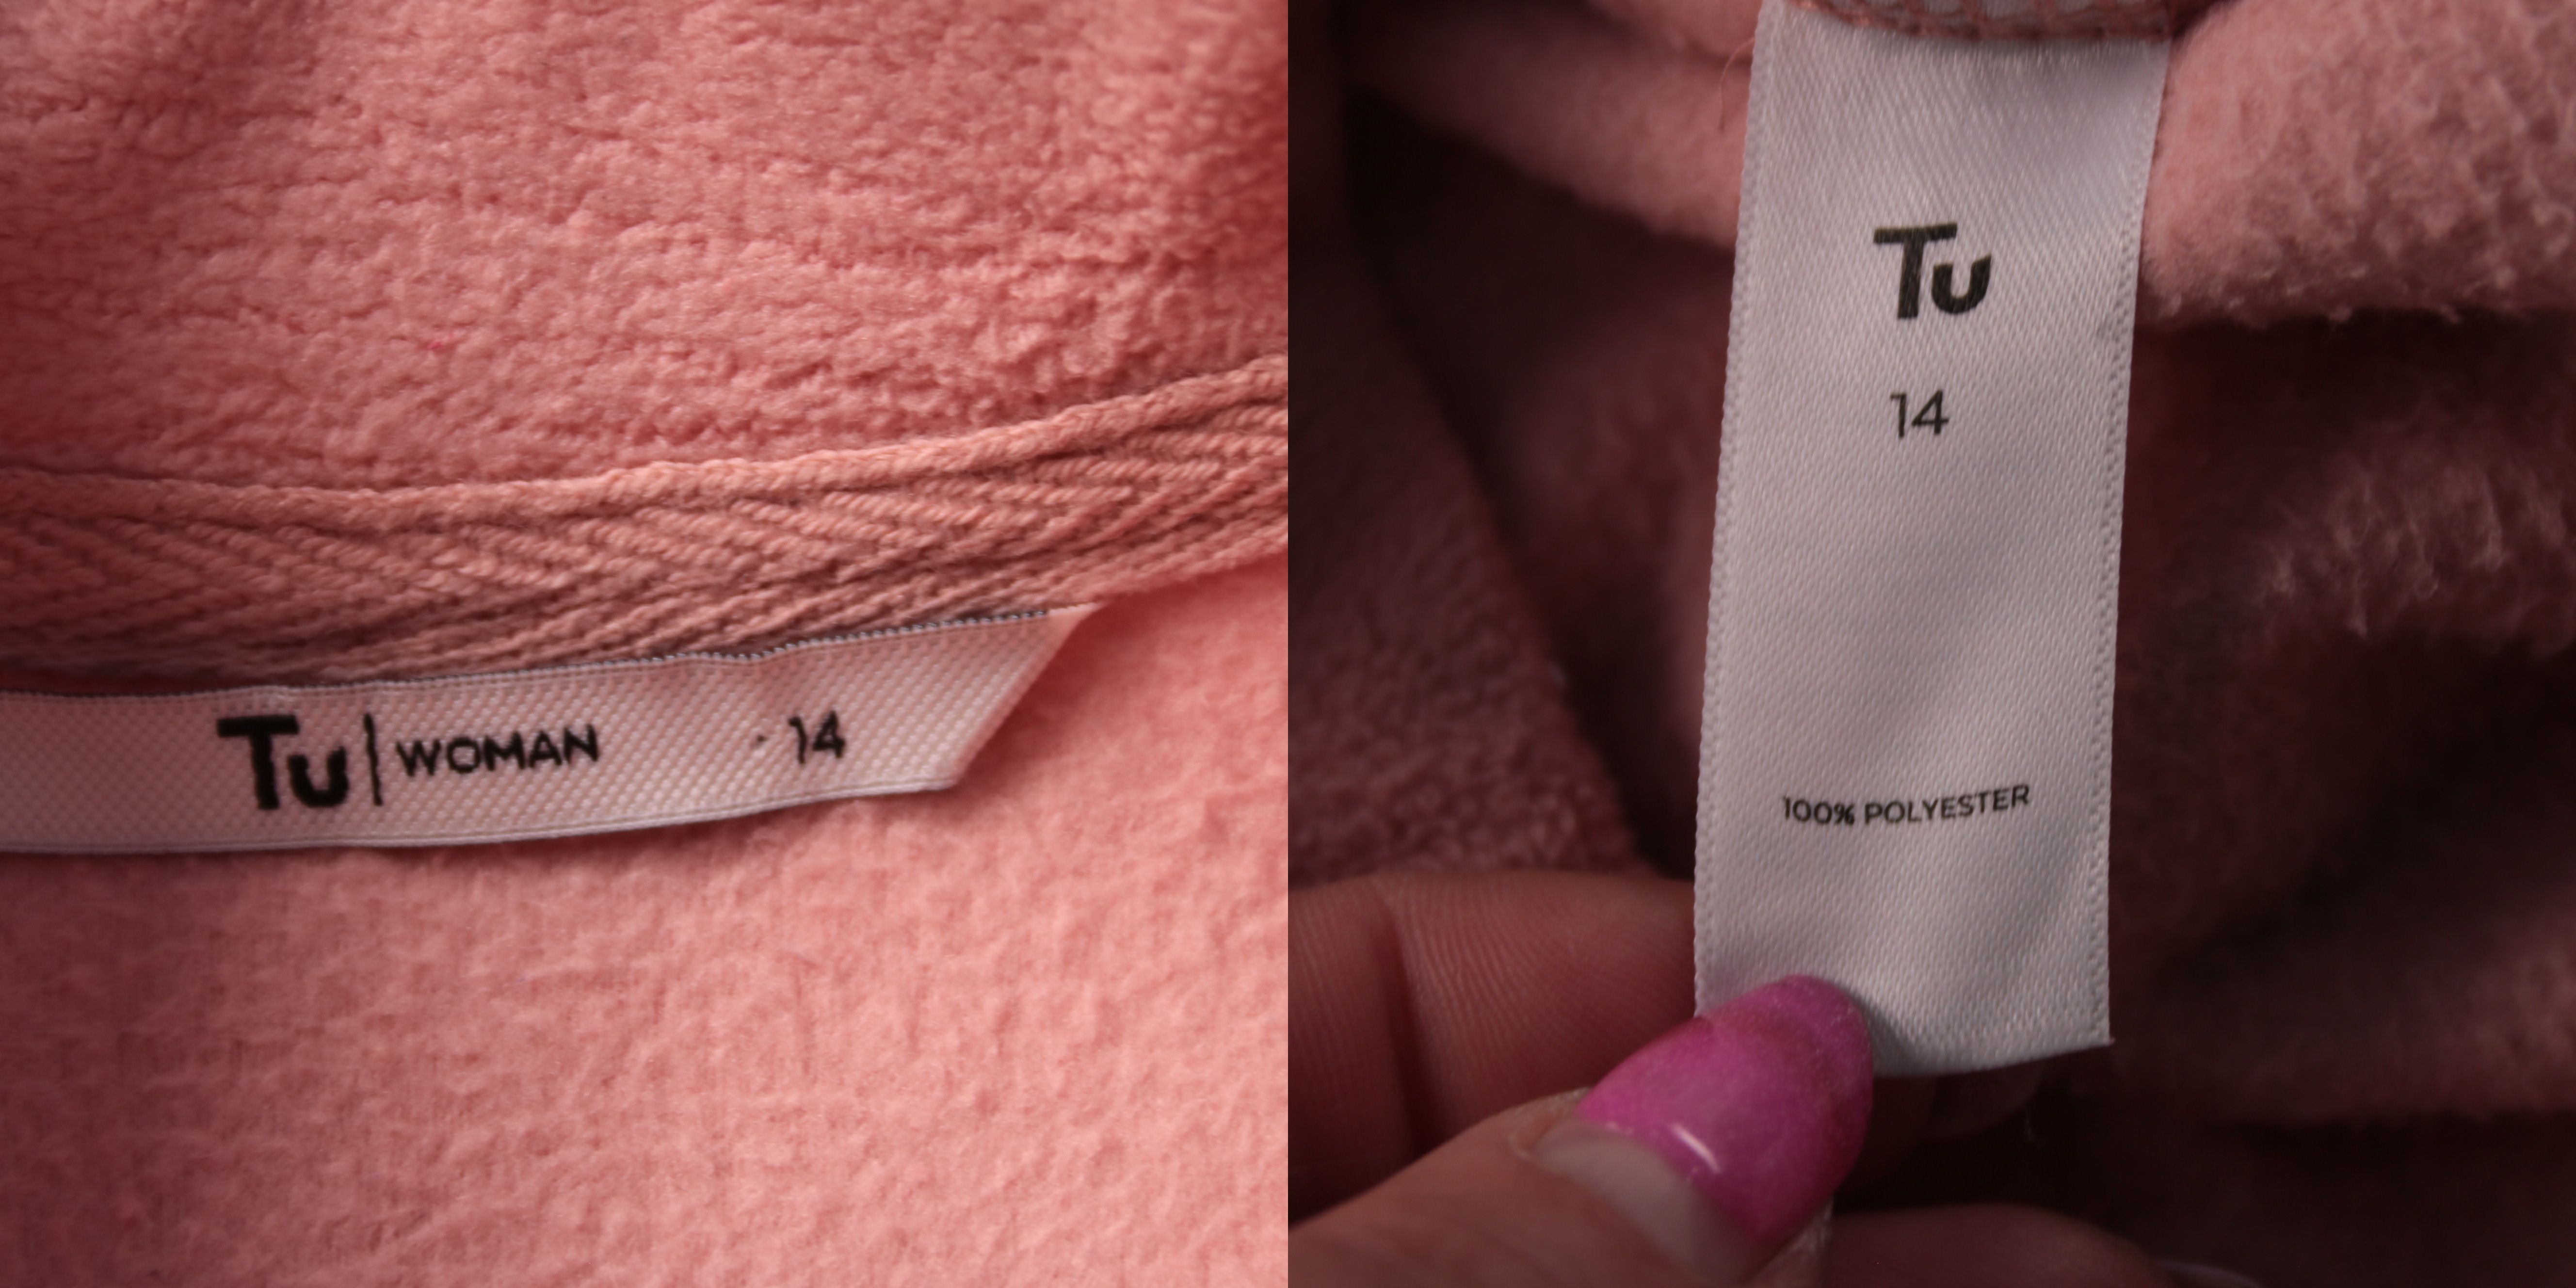 Tu | WOMAN 14
Tu
14
100% POLYESTER